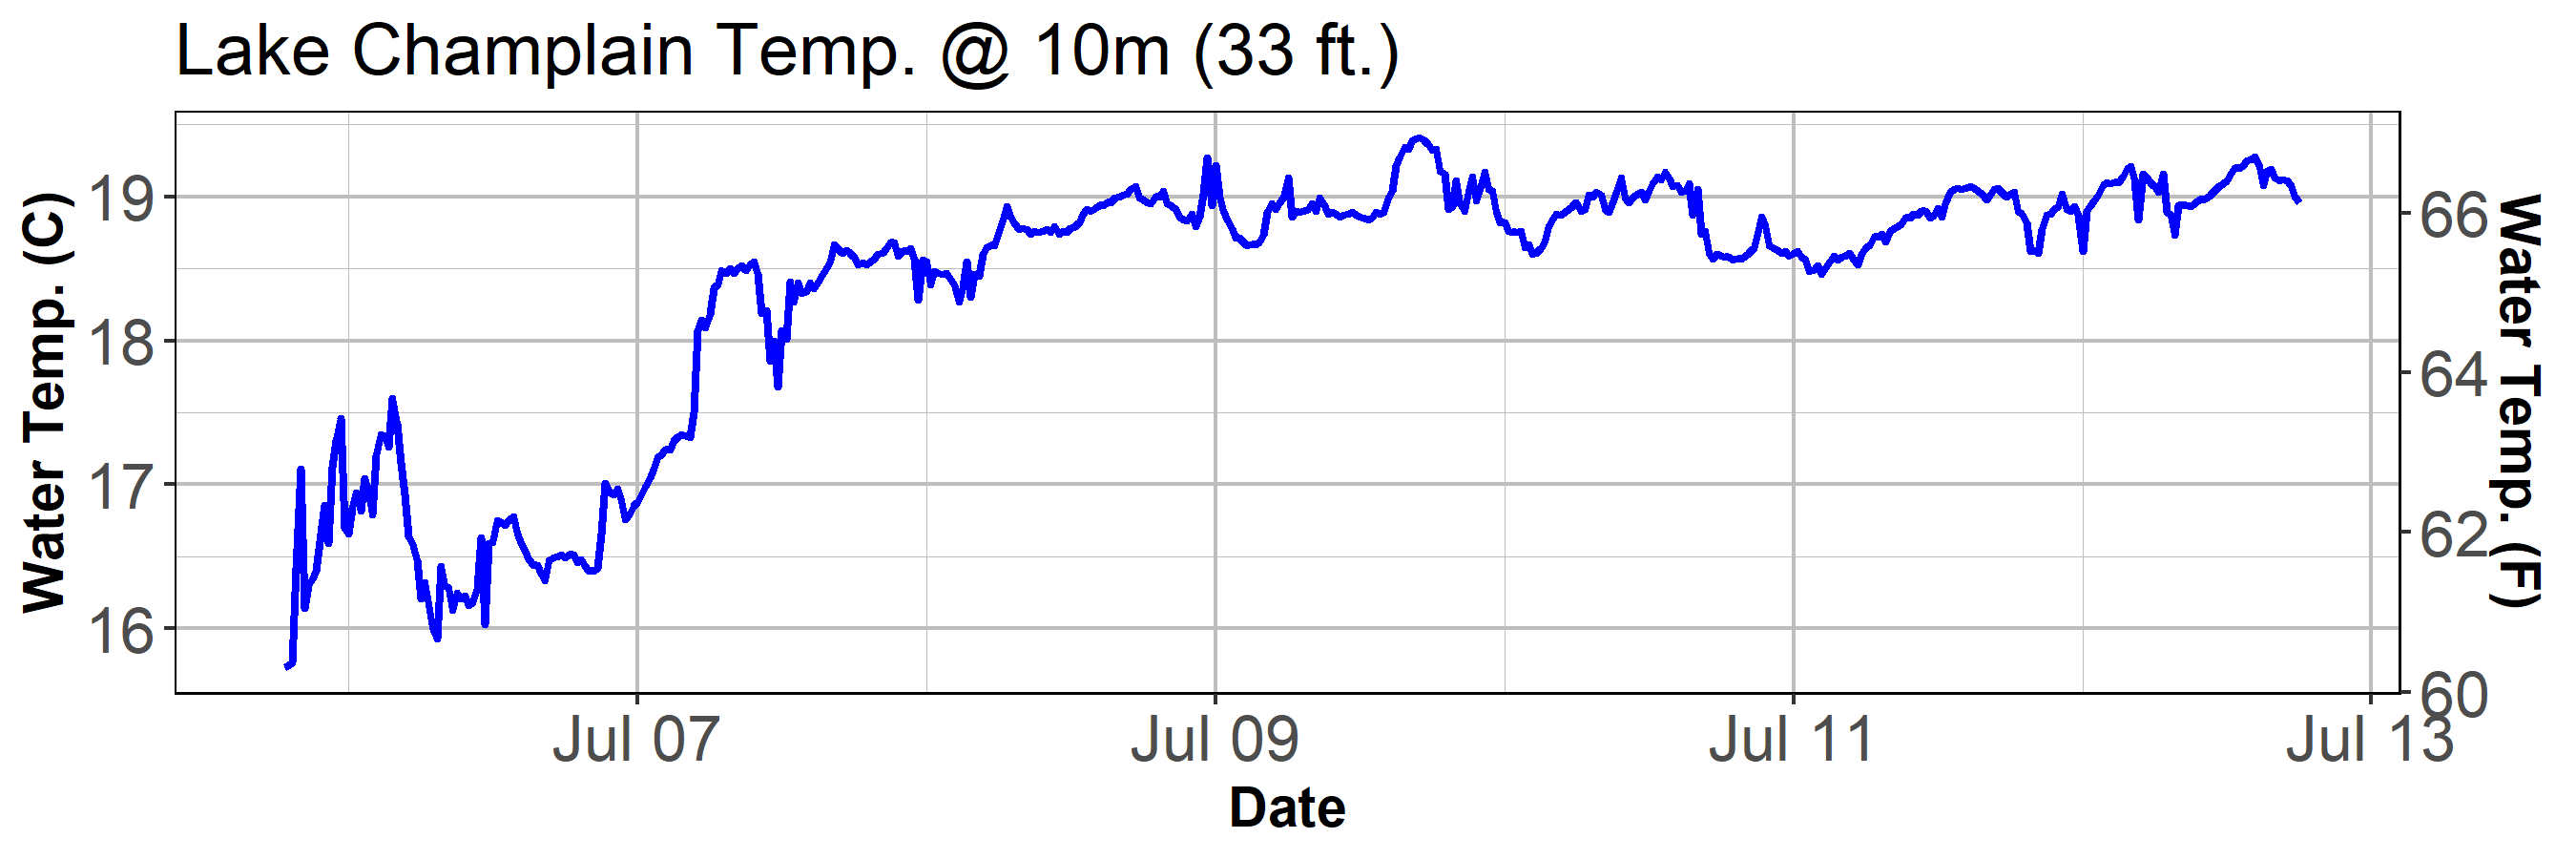 Lake Champlain Temp. @ 10m (33 ft.)
Water Temp. (C)
19
18
17
16
66
64
62
60
Water Temp. (F)
Jul 07
Jul 09
Jul 11
Jul 13
Date